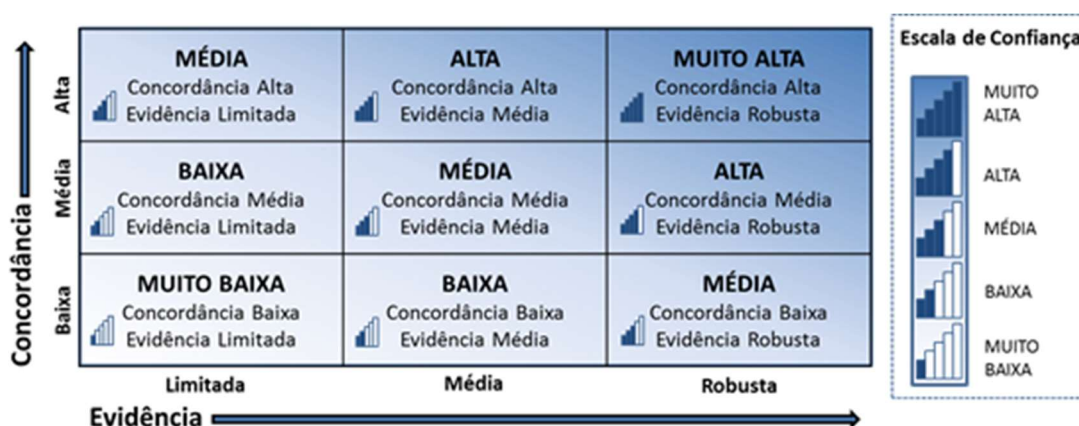 Concordância
Alta
MÉDIA
Concordância Alta
Evidência Limitada
ALTA
Concordância Alta
Evidência Média
MUITO ALTA
Concordância Alta
Evidência Robusta
Média
BAIXA
Concordância Média
Evidência Limitada
MÉDIA
Concordância Média
Evidência Média
ALTA
Concordância Média
Evidência Robusta
Baixa
MUITO BAIXA
Concordância Baixa
Evidência Limitada
BAIXA
Concordância Baixa
Evidência Média
MÉDIA
Concordância Baixa
Evidência Robusta
Limitada
Média
Robusta
Evidência
Escala de Confiança
MUITO
ALTA
ALTA
MÉDIA
BAIXA
MUITO
BAIXA